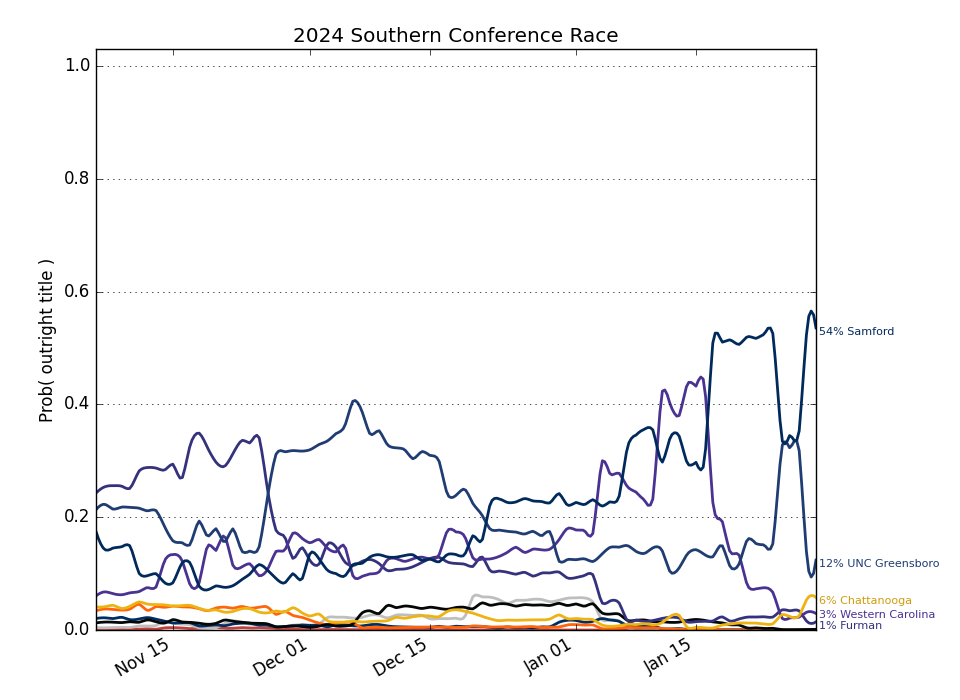 2024 Southern Conference Race
Prob( outright title )
1.0
0.8
0.6
0.4
0.2
0.0
54% Samford
12% UNC Greensboro
6% Chattanooga
3% Western Carolina
1% Furman
Nov 15
Dec 01
Dec 15
Jan 01
Jan 15